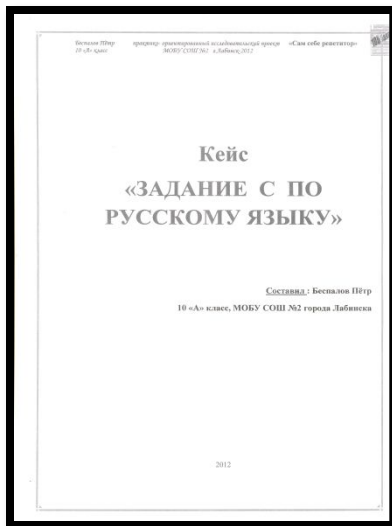 Беспалов Пётр практико-ориентированный исследовательский проект «Сам себе репетитор»
10 «А» класс МОБУ СОШ №2 г.Лабинск 2012
Кейс
«ЗАДАНИЕ С ПО
РУССКОМУ ЯЗЫКУ»
Составил : Беспалов Пётр
10 «А» класс, МОБУ СОШ №2 города Лабинска
2012